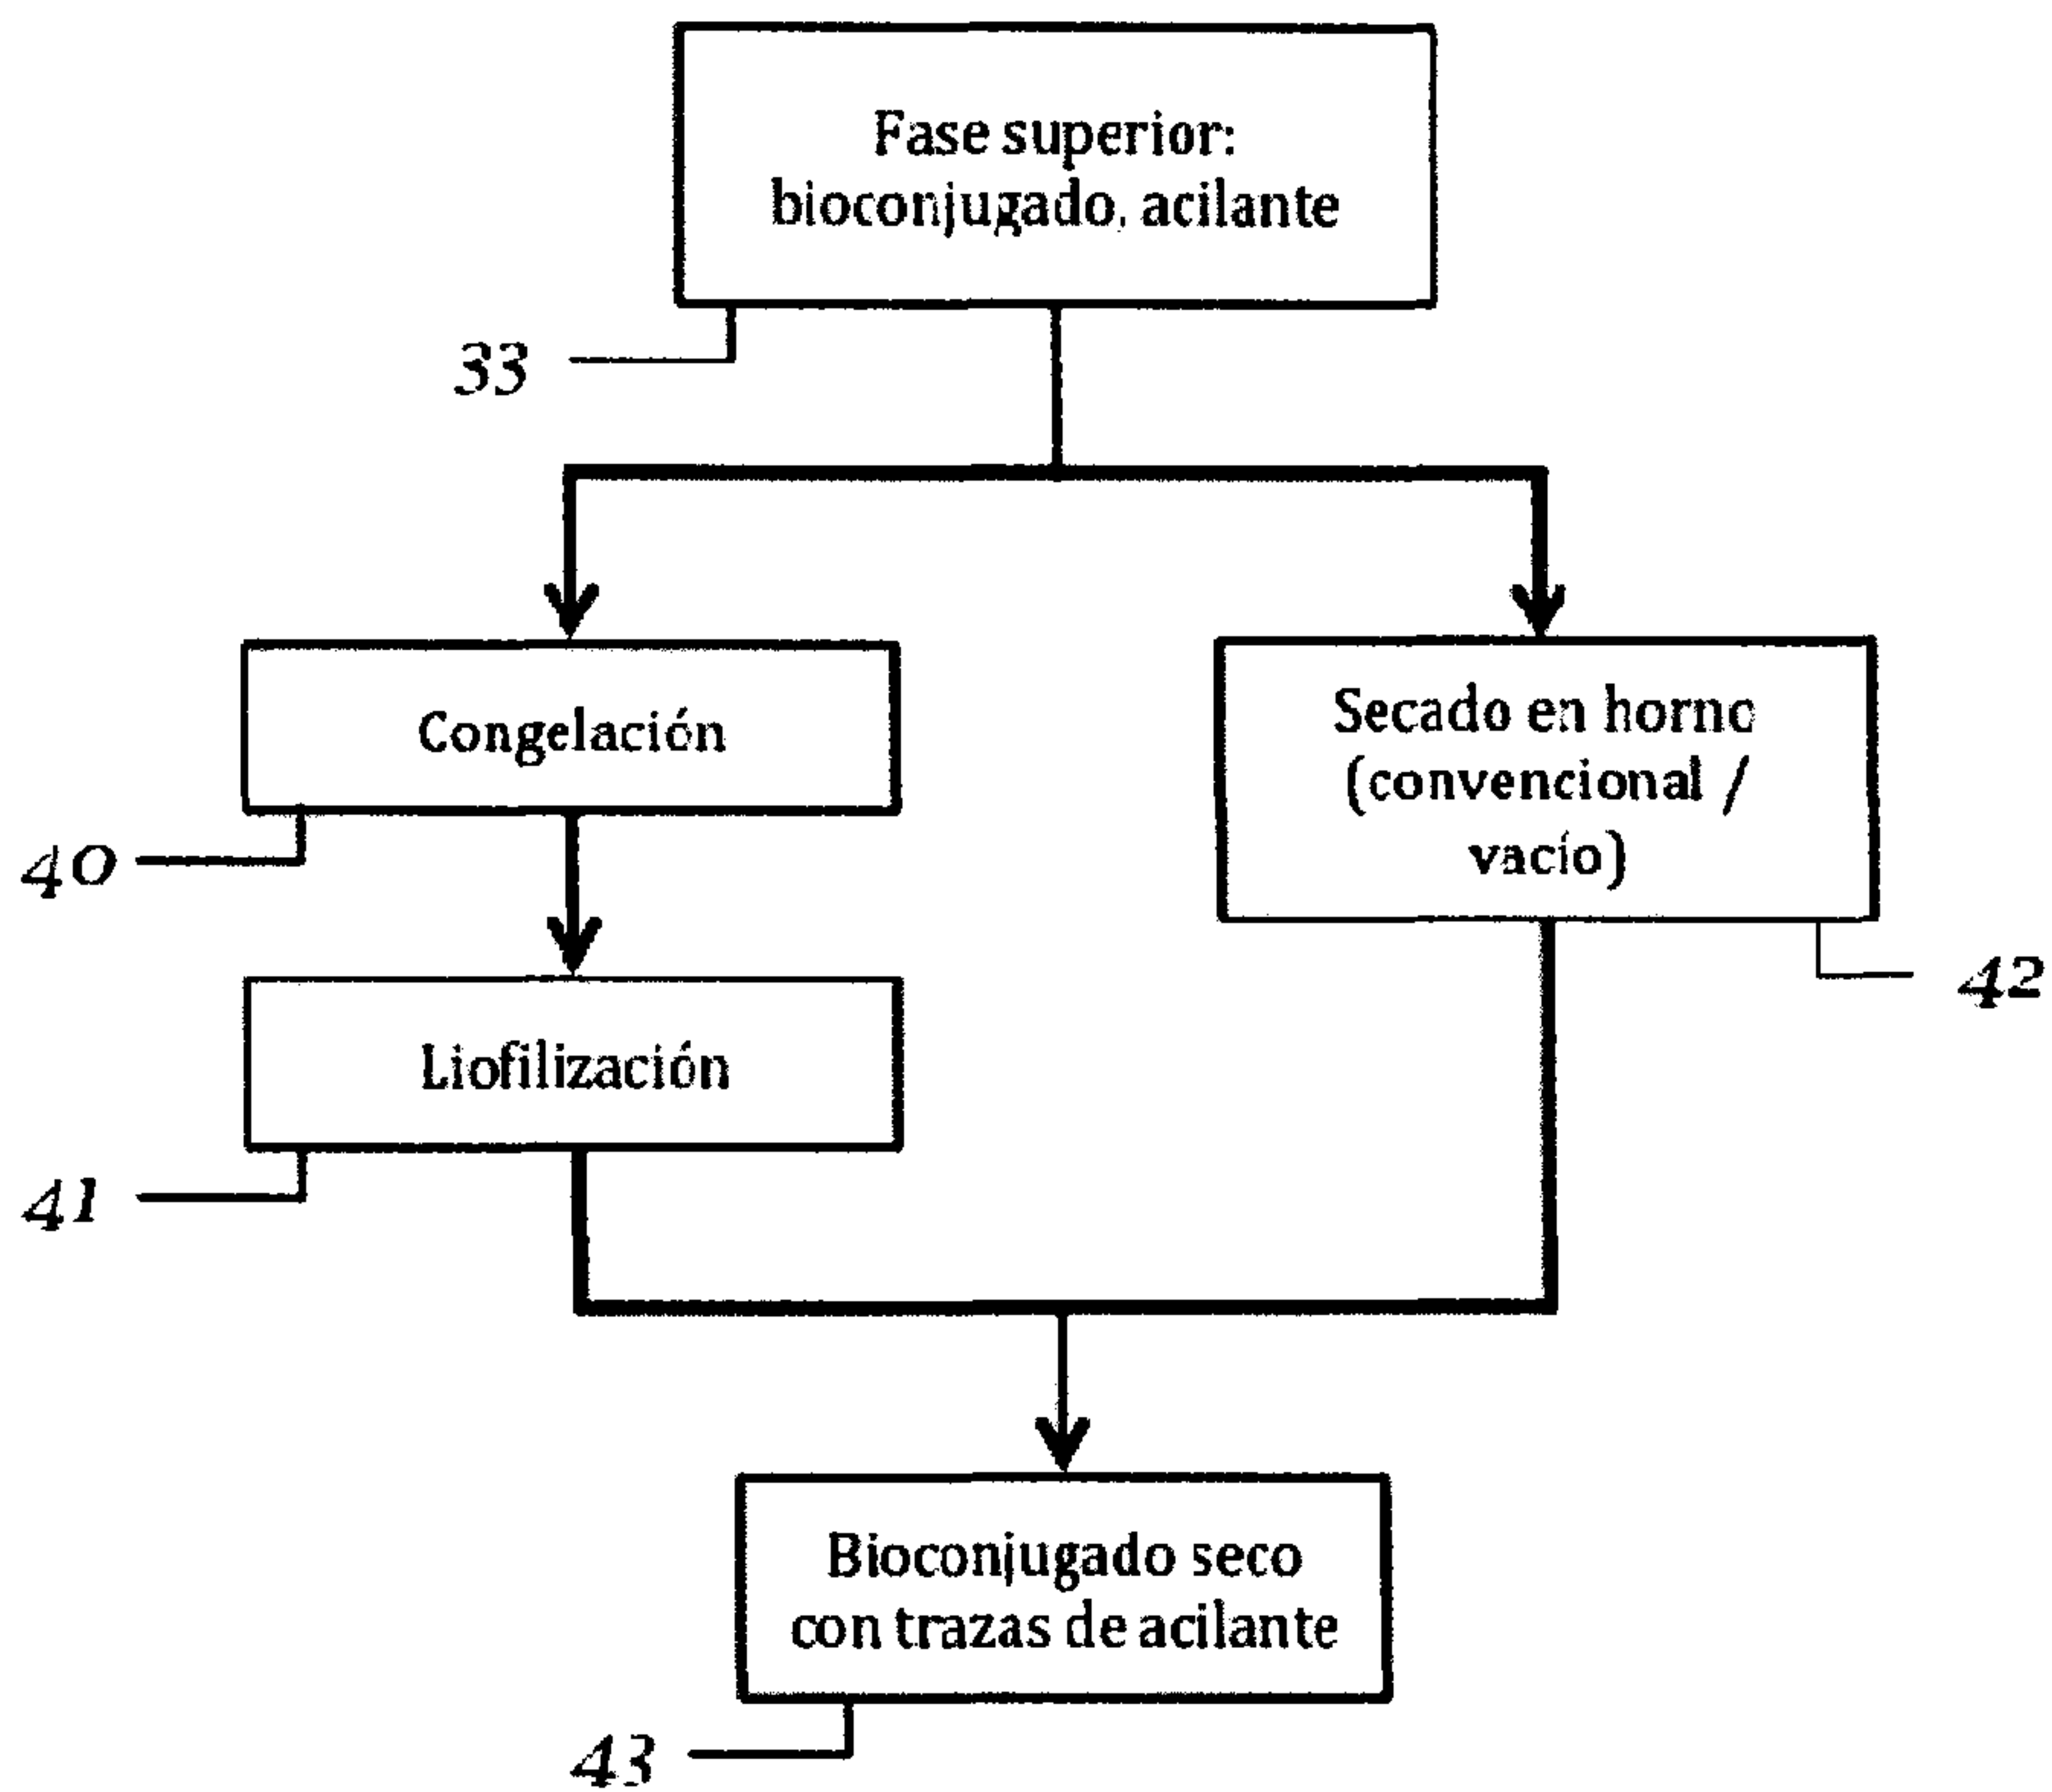 Fase superior:
bioconjugado, acilante
33
Congelación
Secado en horno
(convencional /
vacío)
40
42
Liofilización
41
Bioconjugado seco
con trazas de acilante
43